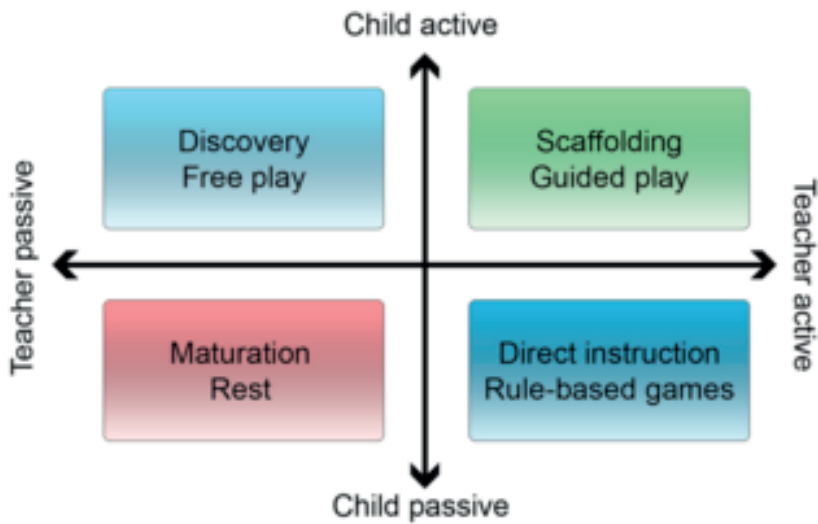 Child active
Discovery
Free play
Scaffolding
Guided play
Teacher passive
Teacher active
Maturation
Rest
Direct instruction
Rule-based games
Child passive